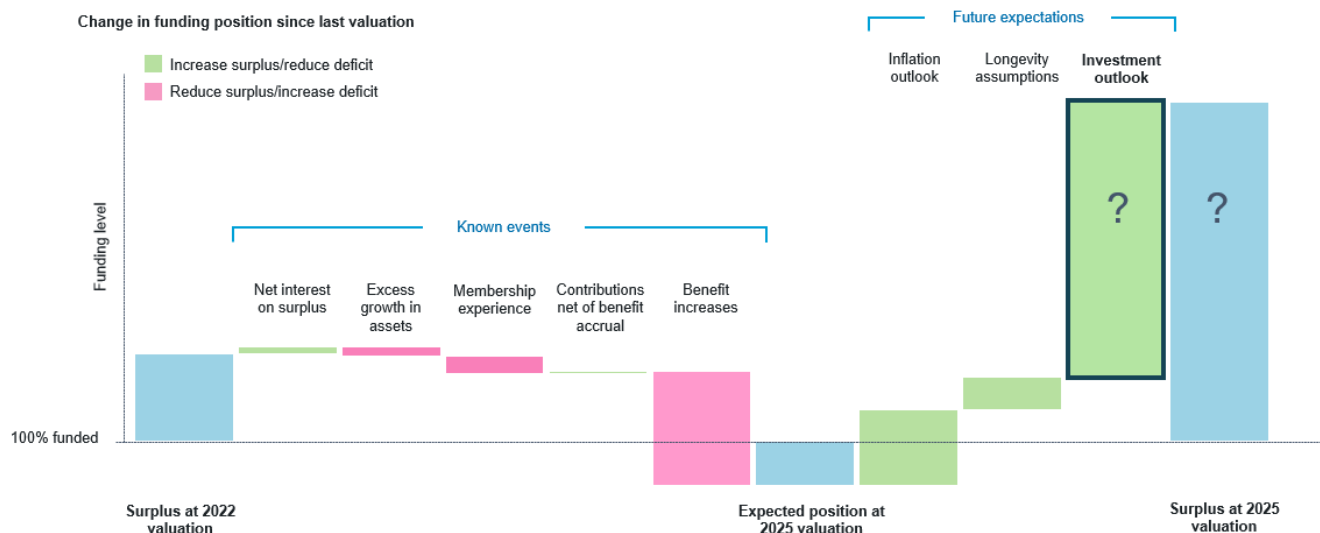 Change in funding position since last valuation
Future expectations
Increase surplus/reduce deficit
Reduce surplus/increase deficit
Inflation
outlook
Longevity
assumptions
Investment
outlook
Funding level
Known events
Net interest
on surplus
Excess
growth in
assets
Membership
experience
Contributions
net of benefit
accrual
Benefit
increases
?
?
100% funded
Surplus at 2022
valuation
Expected position at
2025 valuation
Surplus at 2025
valuation